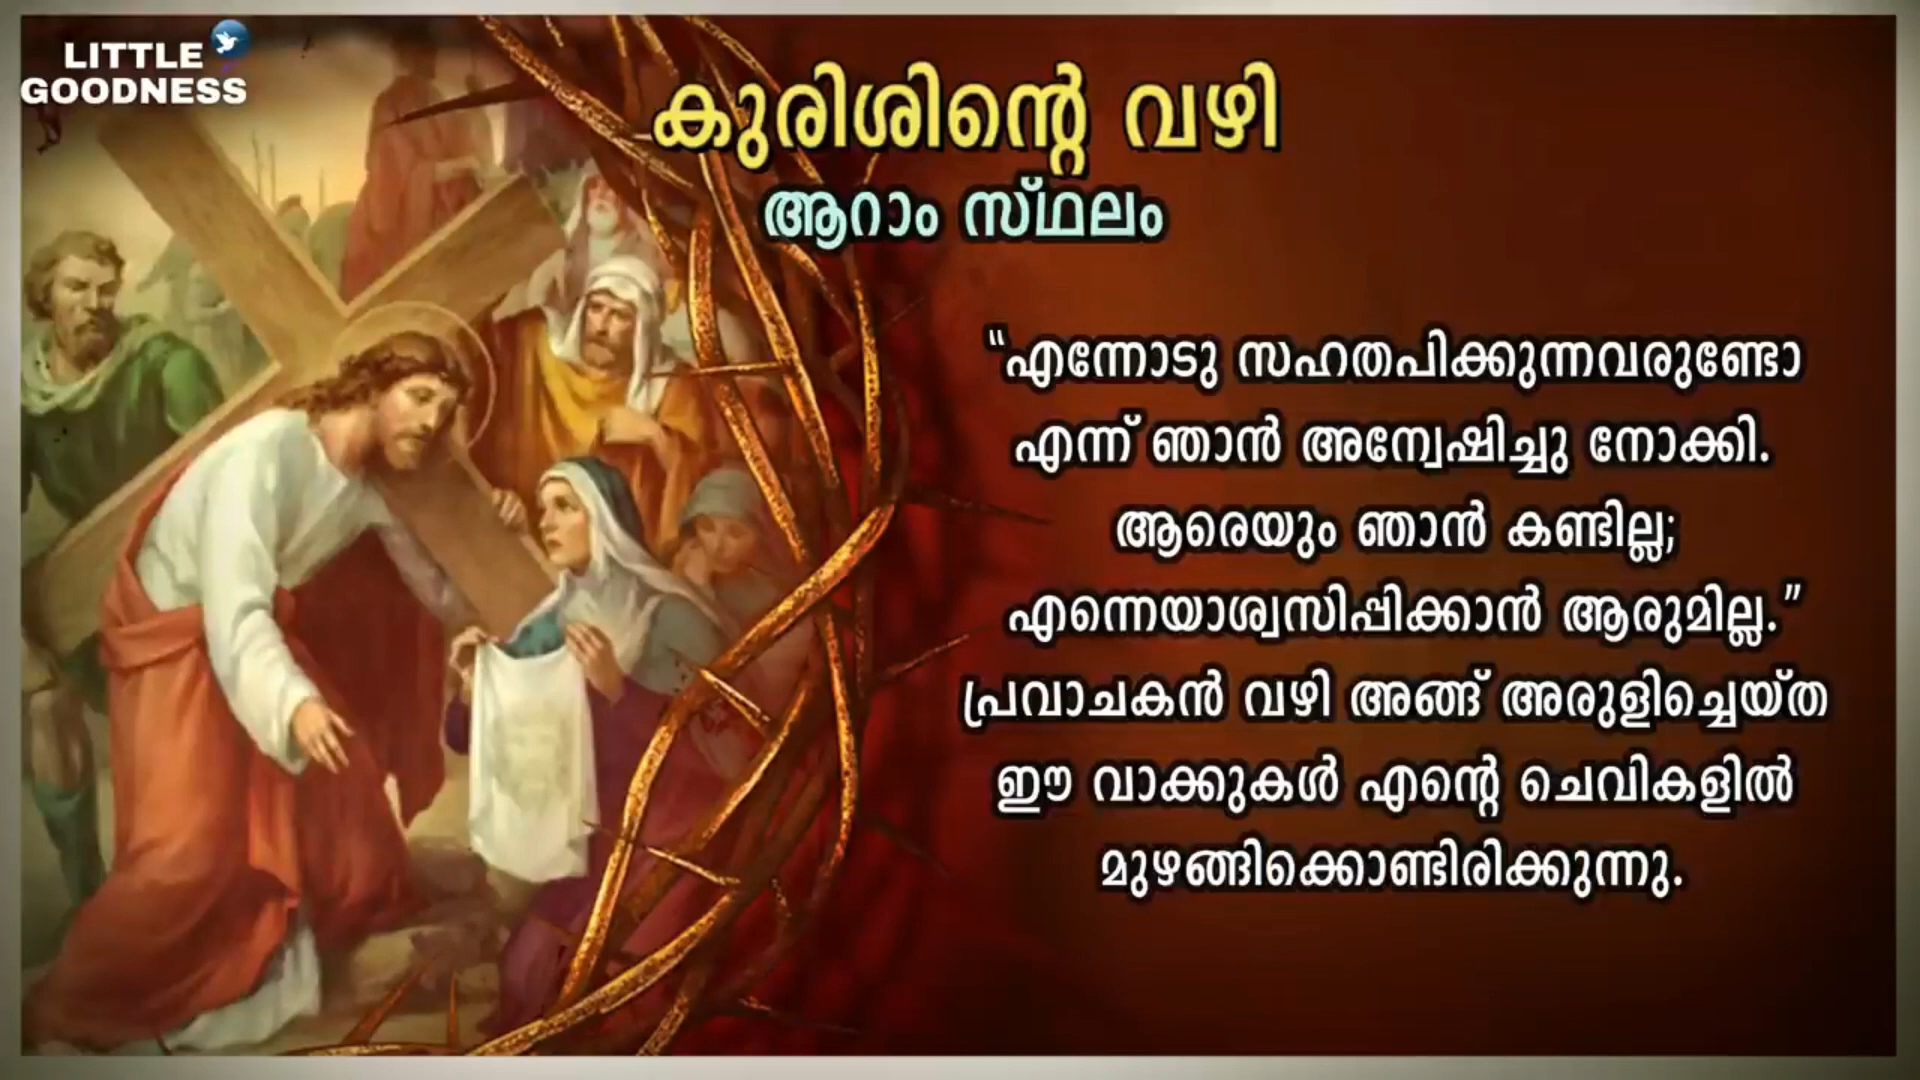 LITTLE
GOODNESS
കുരിശിന്റെ വഴി
ആറാം സ്ഥലം
“എന്നോടു സഹതപിക്കുന്നവരുണ്ടോ
എന്ന് ഞാൻ അന്വേഷിച്ചു നോക്കി.
ആരെയും ഞാൻ കണ്ടില്ല;
എന്നെയാശ്വസിപ്പിക്കാൻ ആരുമില്ല.”
പ്രവാചകൻ വഴി അങ്ങ് അരുളിച്ചെയ്ത
ഈ വാക്കുകൾ എന്റെ ചെവികളിൽ
മുഴങ്ങിക്കൊണ്ടിരിക്കുന്നു.